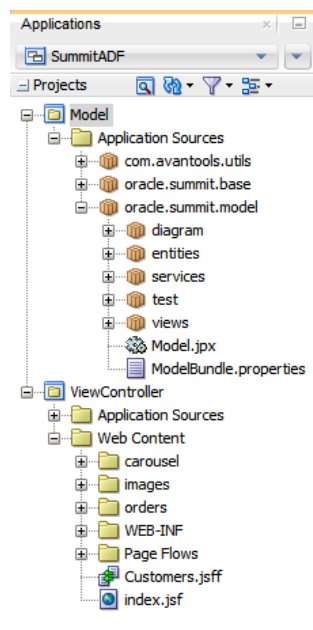 Applications
SummitADF
Projects
Model
Application Sources
com.avantools.utils
oracle.summit.base
oracle.summit.model
diagram
entities
services
test
views
Model.jpx
ModelBundle.properties
ViewController
Application Sources
Web Content
carousel
images
orders
WEB-INF
Page Flows
Customers.jsff
index.jsf